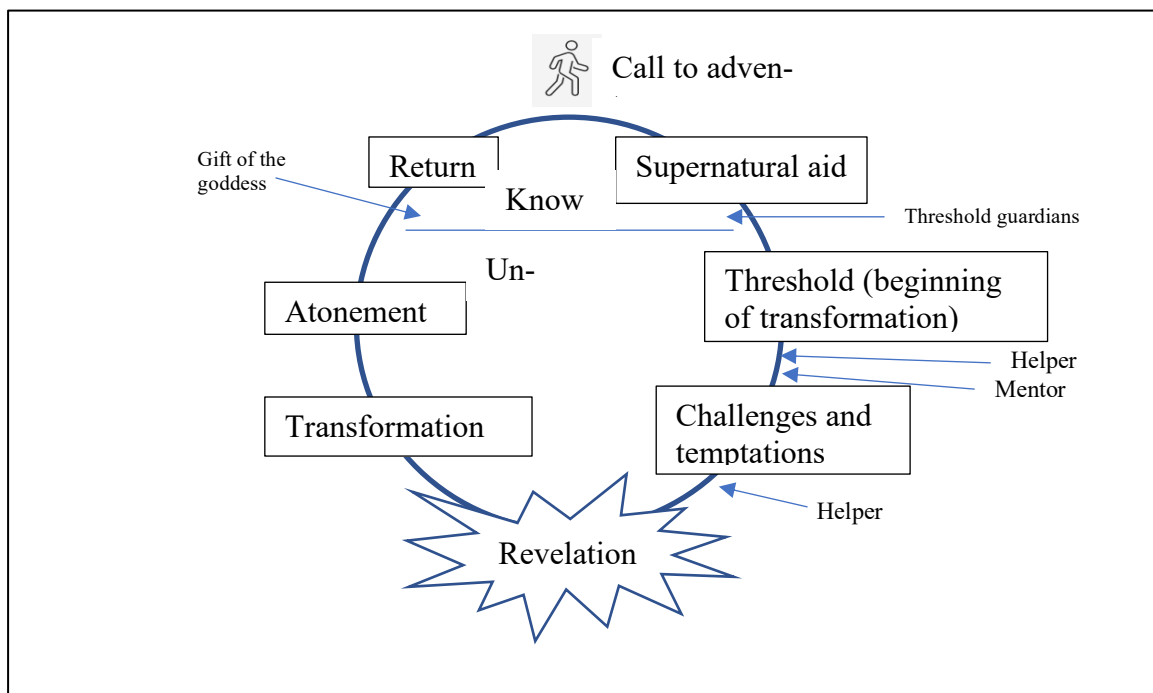 Call to adven-
Return
Supernatural aid
Gift of the
goddess
Know
Threshold guardians
Un-
Threshold (beginning
of transformation)
Atonement
Helper
Mentor
Challenges and
temptations
Transformation
Helper
Revelation